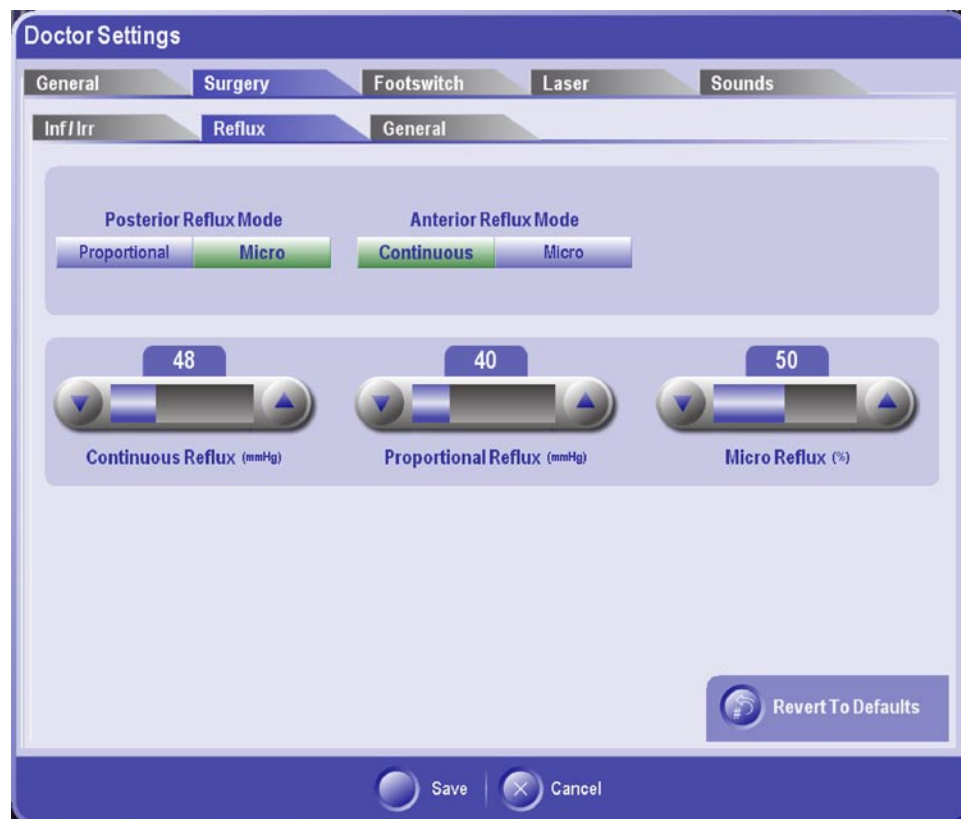 Doctor Settings
General Surgery Footswitch Laser Sounds
Inf / Irr Reflux General
Posterior Reflux Mode Anterior Reflux Mode
Proportional Micro Continuous Micro
48 40 50
Continuous Reflux (mmHg) Proportional Reflux (mmHg) Micro Reflux (%)
# Revert To Defaults
Save Cancel